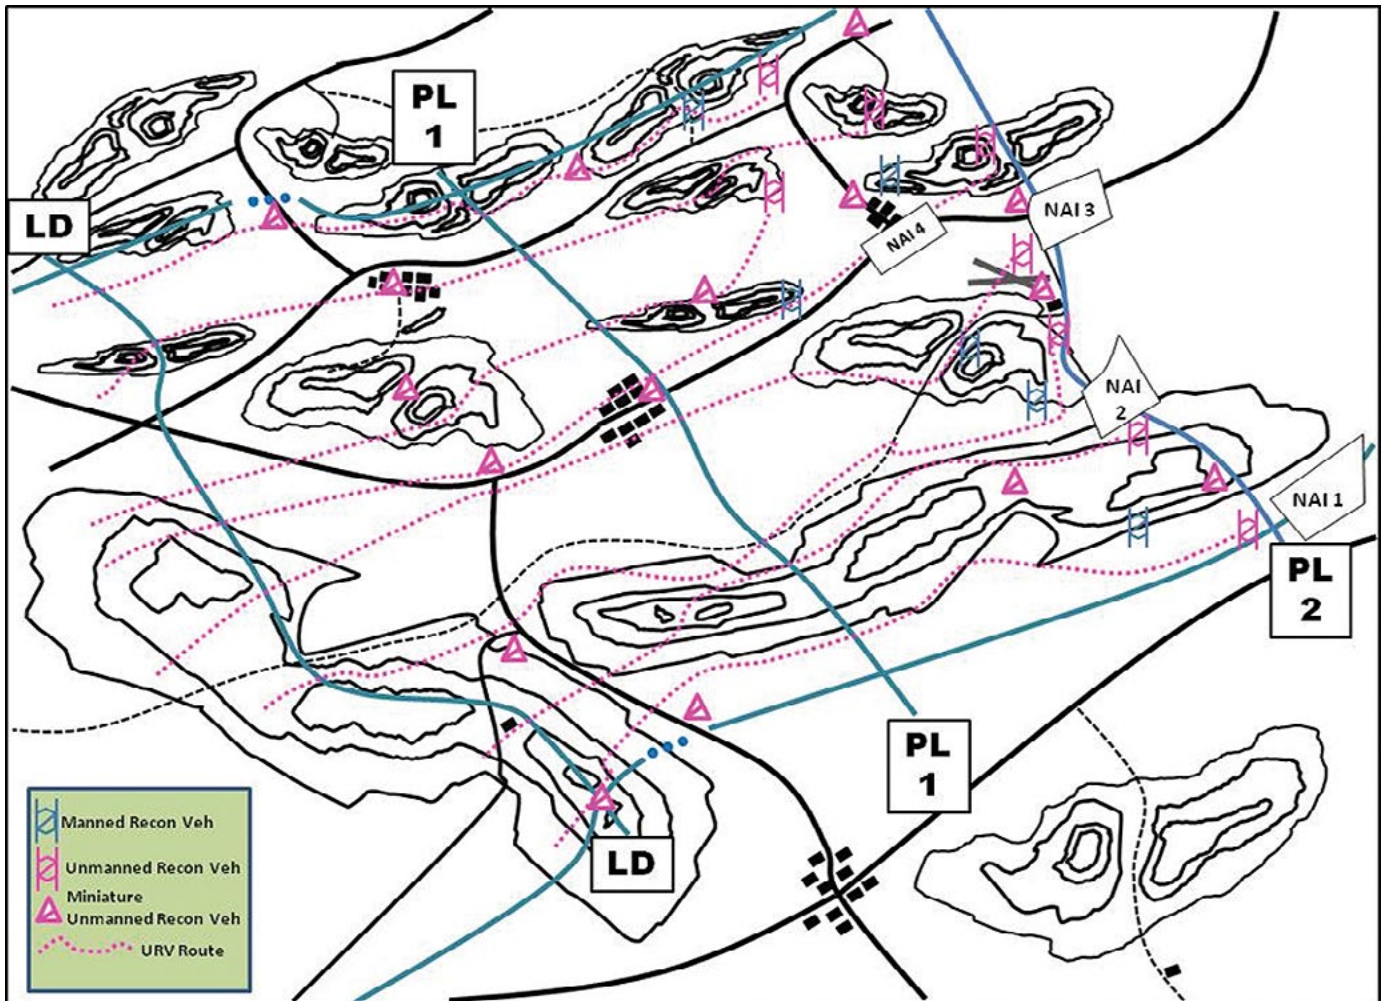 PL
1
LD
NAI 3
NAI 4
NAI
2
NAI 1
PL
2
PL
1
LD
Manned Recon Veh
Unmanned Recon Veh
Miniature
Unmanned Recon Veh
URV Route